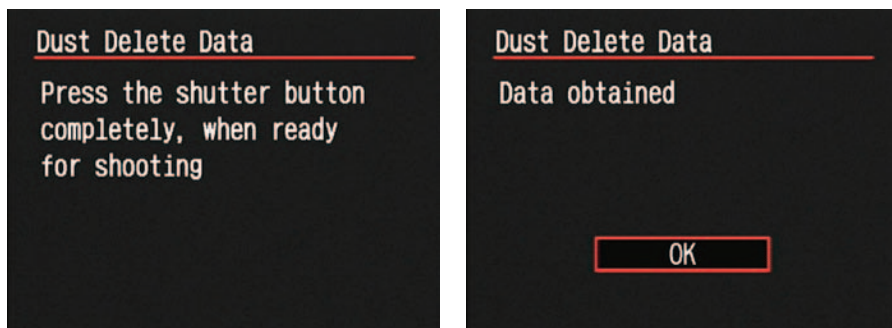 Dust Delete Data
Press the shutter button
completely, when ready
for shooting
Dust Delete Data
Data obtained
OK